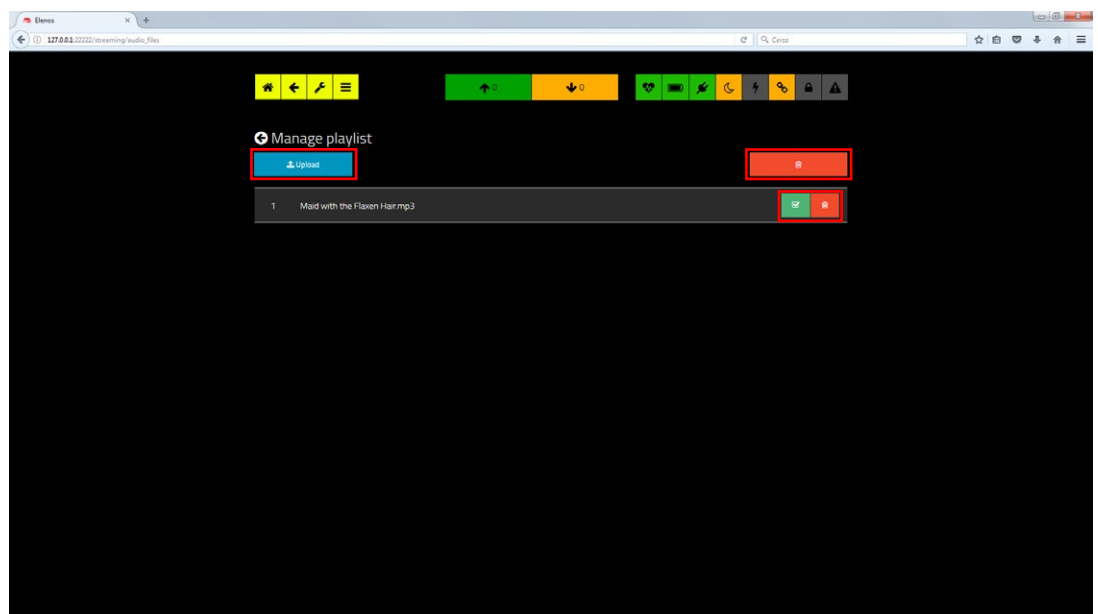 Elenos
127.0.0.1:22222/streaming/audio_files
Cerca
0
0
Manage playlist
Upload
1 Maid with the Flaxen Hair.mp3